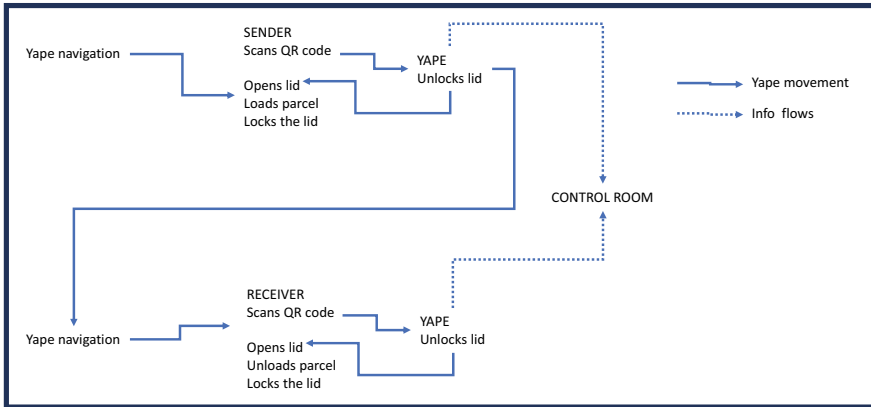 SENDER
Scans QR code
Yape navigation
YAPE
Unlocks lid
Opens lid
Loads parcel
Locks the lid
Yape movement
Info flows
CONTROL ROOM
RECEIVER
Scans QR code
Yape navigation
YAPE
Unlocks lid
Opens lid
Unloads parcel
Locks the lid